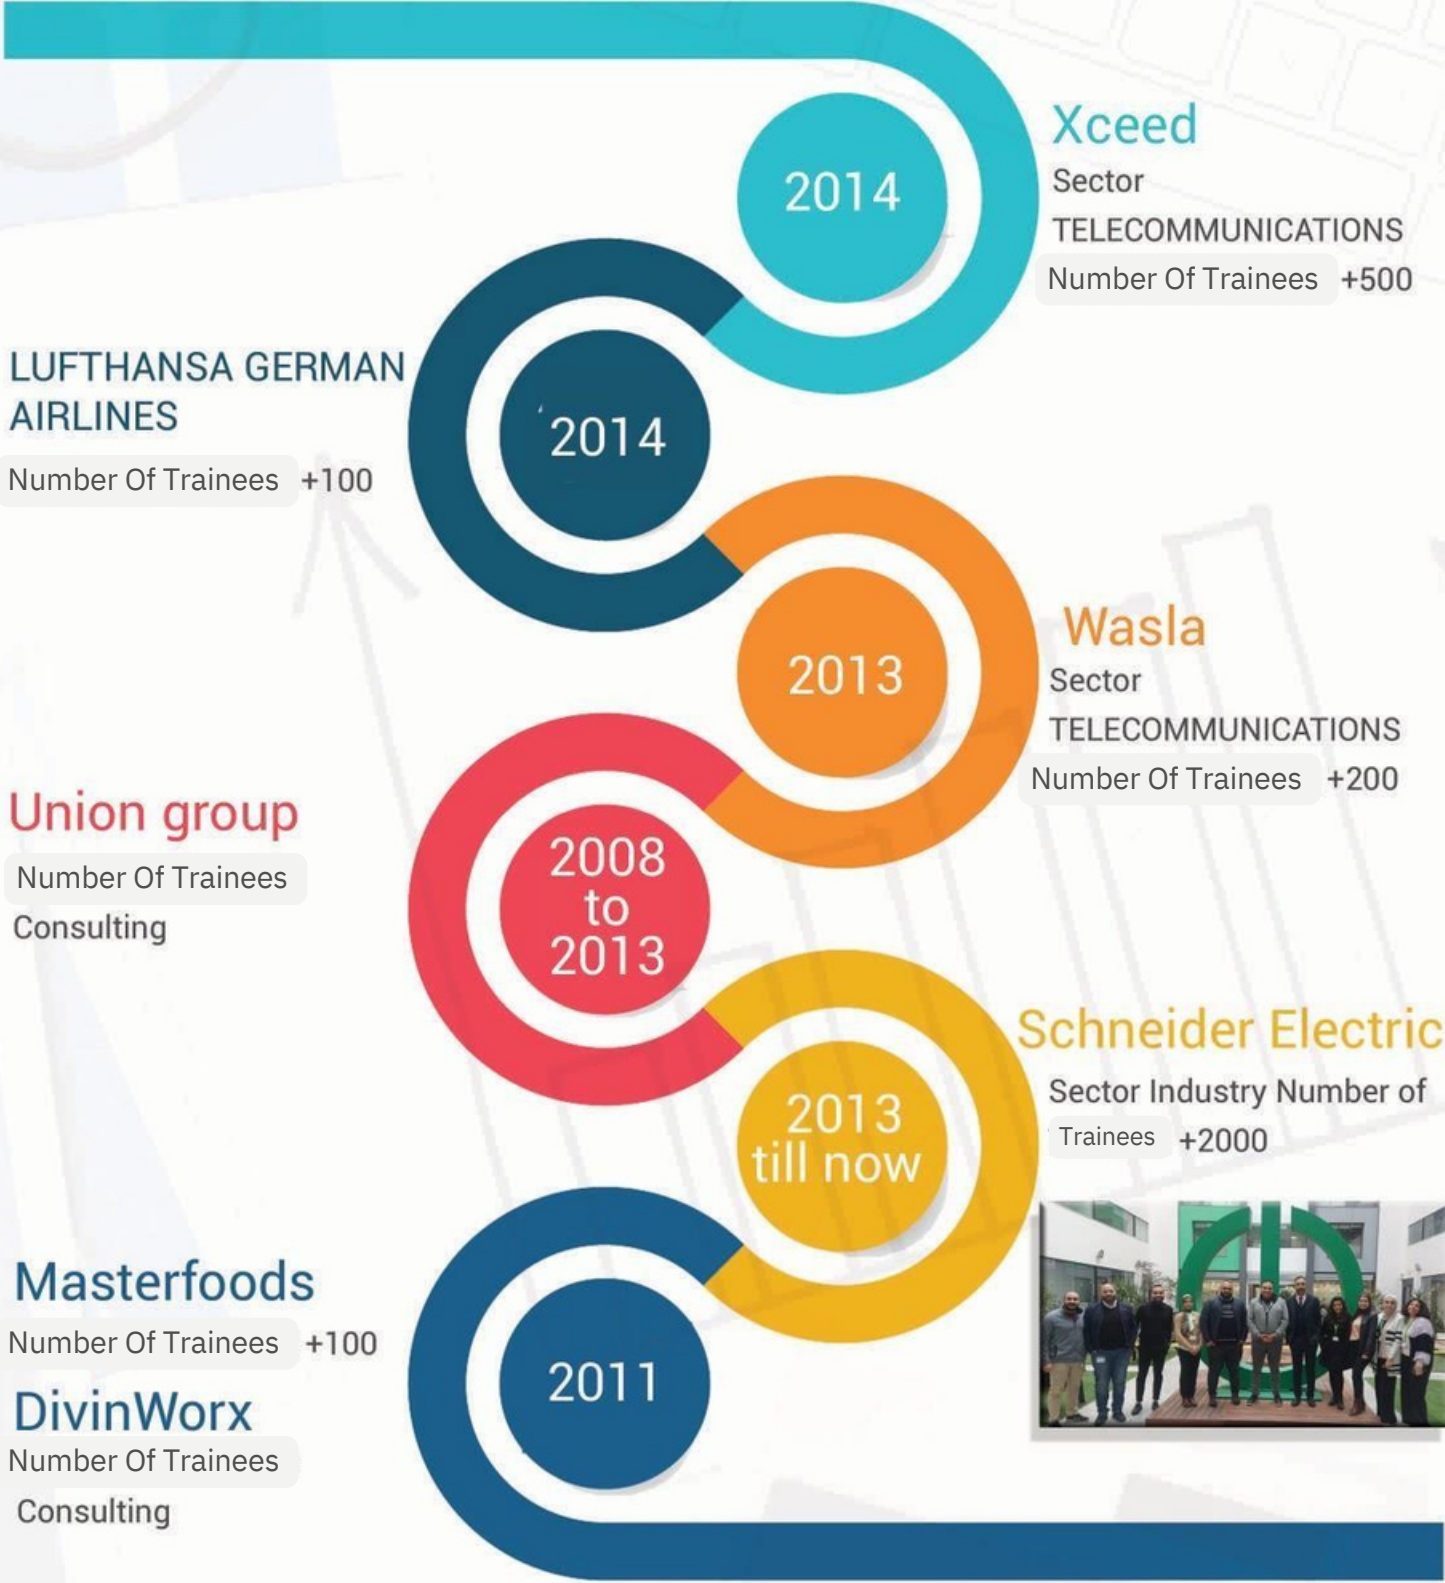 2014
Xceed
Sector
TELECOMMUNICATIONS
Number Of Trainees +500
LUFTHANSA GERMAN
AIRLINES
Number Of Trainees +100
2014
2013
Wasla
Sector
TELECOMMUNICATIONS
Number Of Trainees +200
Union group
Number Of Trainees
Consulting
2008
to
2013
2013
till now
Schneider Electric
Sector Industry Number of
Trainees +2000
Masterfoods
Number Of Trainees +100
DivinWorx
Number Of Trainees
Consulting
2011